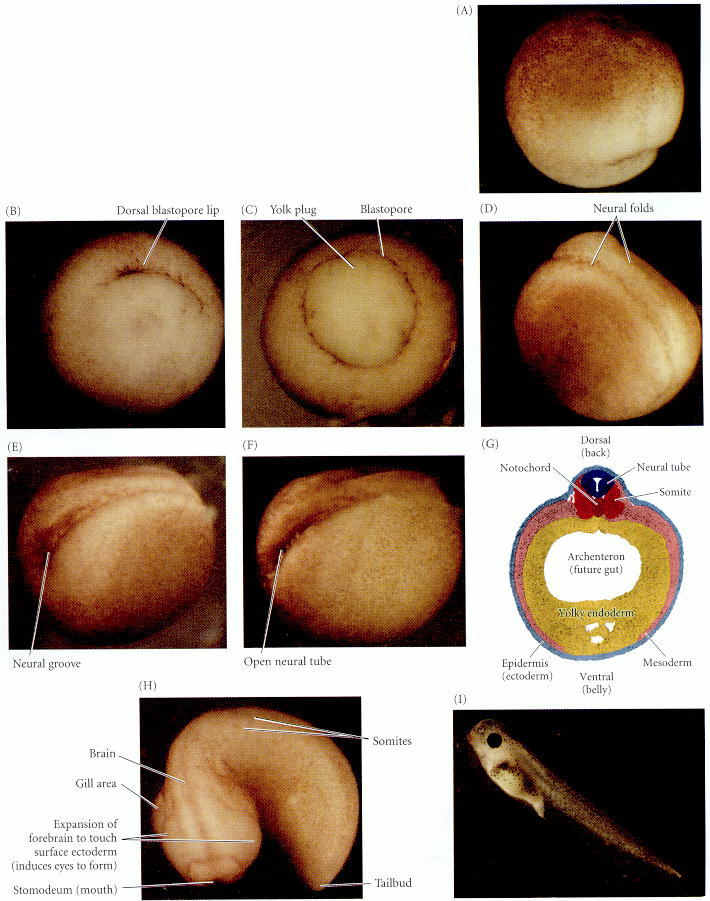 (A)
(B)
Dorsal blastopore lip
(C)
Yolk plug
Blastopore
(D)
Neural folds
(E)
Neural groove
(F)
Open neural tube
(G)
Dorsal
(back)
Notochord
Neural tube
Somite
Archenteron
(future gut)
Yolky endoderm
Epidermis
(ectoderm)
Mesoderm
Ventral
(belly)
(H)
Somites
Brain
Gill area
Expansion of
forebrain to touch
surface ectoderm
(induces eyes to form)
Stomodeum (mouth)
Tailbud
(I)